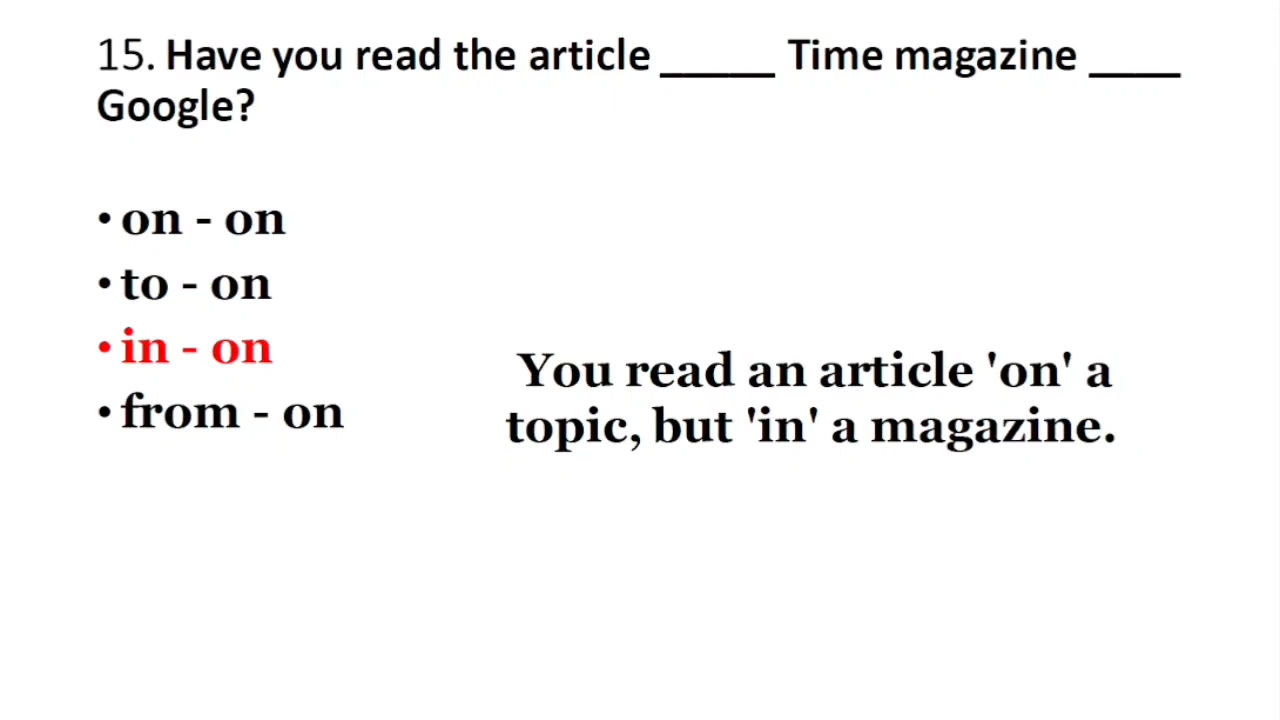 15. Have you read the article _____ Time magazine ____
Google?
• on - on
• to - on
• in - on
• from - on
You read an article 'on' a
topic, but 'in' a magazine.